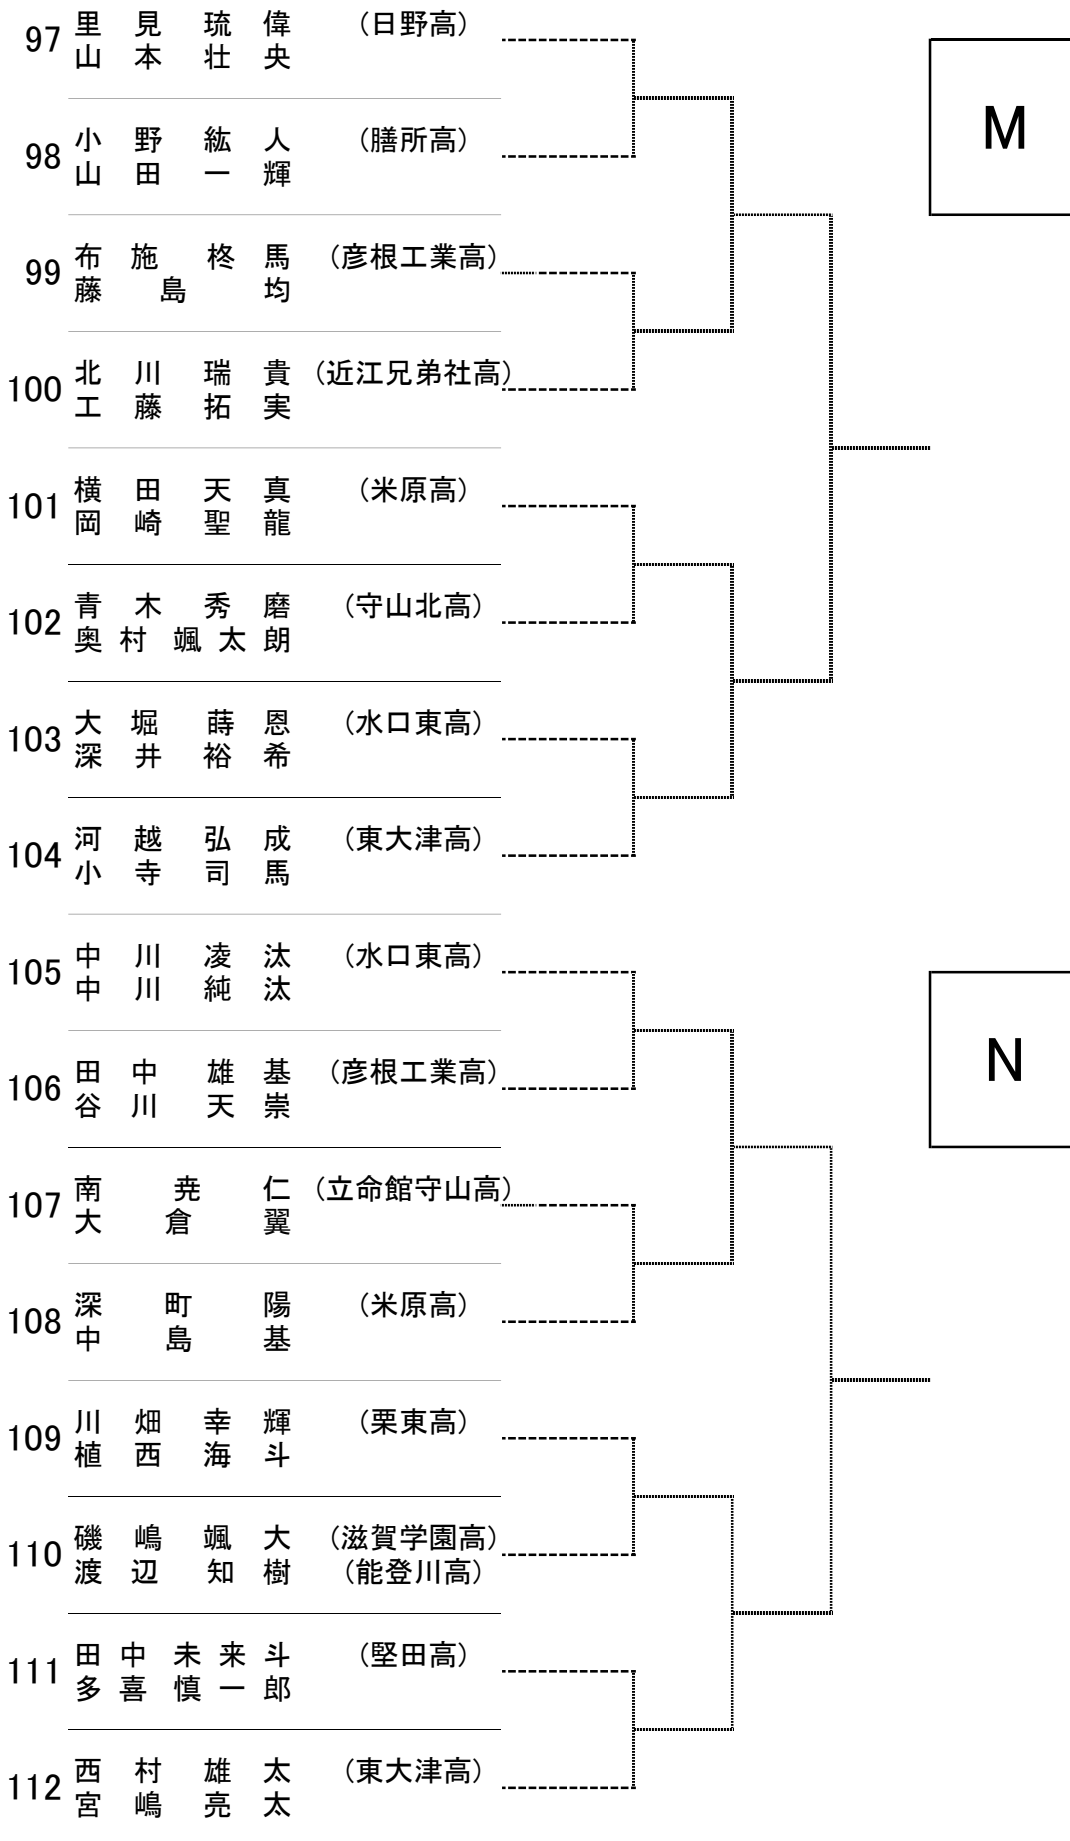 97 里見琉偉 (日野高)
山本壮央
98 小野紘人 (膳所高)
山田一輝
99 布施柊馬 (彦根工業高)
藤島均
100 北川瑞貴 (近江兄弟社高)
工藤拓実
101 横田天真 (米原高)
岡崎聖龍
102 青木秀磨 (守山北高)
奥村颯太朗
103 大堀蒔恩 (水口東高)
深井裕希
104 河越弘成 (東大津高)
小寺司馬
105 中川凌汰 (水口東高)
中川純汰
106 田中雄基 (彦根工業高)
谷川天崇
107 南尭仁 (立命館守山高)
大倉翼
108 深町陽 (米原高)
中島基
109 川畑幸輝 (栗東高)
植西海斗
110 磯嶋颯大 (滋賀学園高)
渡辺知樹 (能登川高)
111 田中未来斗 (堅田高)
多喜慎一郎
112 西村雄太 (東大津高)
宮嶋亮太
M
N